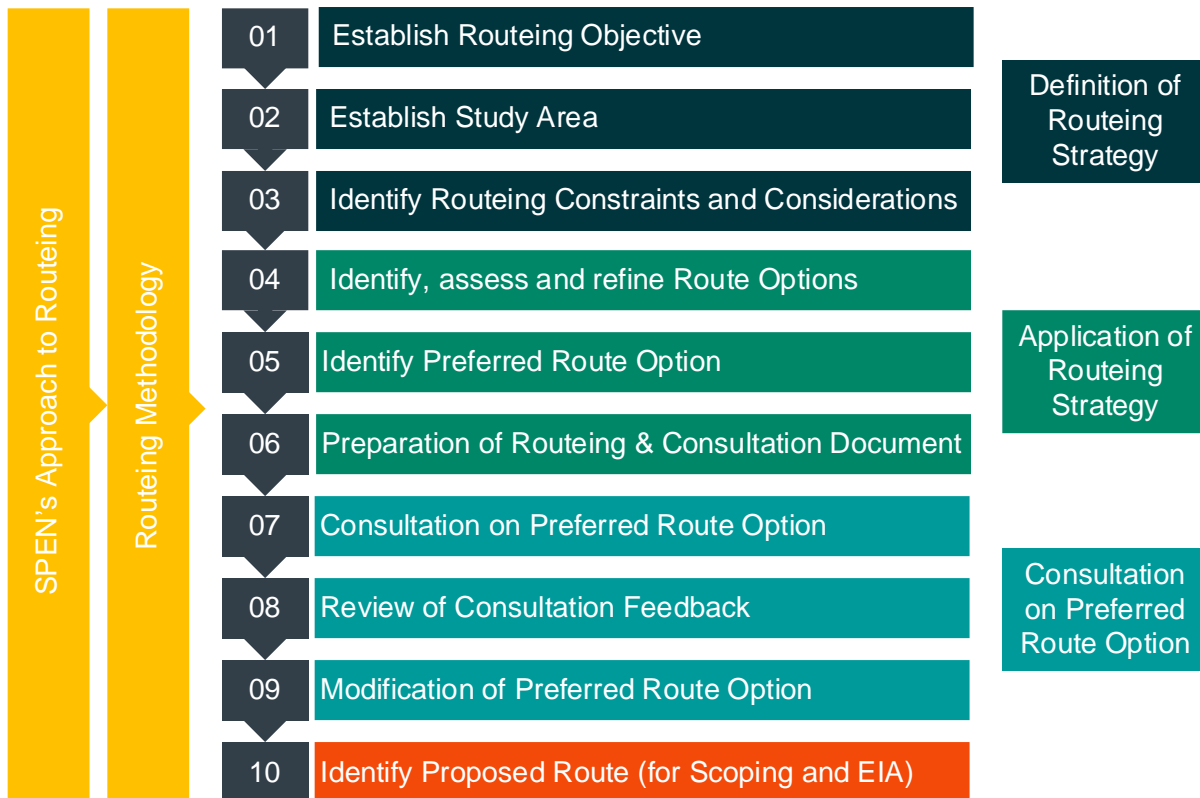 SPEN's Approach to Routeing
Routeing Methodology
01
Establish Routeing Objective
02
Establish Study Area
03
Identify Routeing Constraints and Considerations
Definition of
Routeing
Strategy
04
Identify, assess and refine Route Options
05
Identify Preferred Route Option
06
Preparation of Routeing & Consultation Document
Application of
Routeing
Strategy
07
Consultation on Preferred Route Option
08
Review of Consultation Feedback
09
Modification of Preferred Route Option
Consultation
on Preferred
Route Option
10
Identify Proposed Route (for Scoping and EIA)